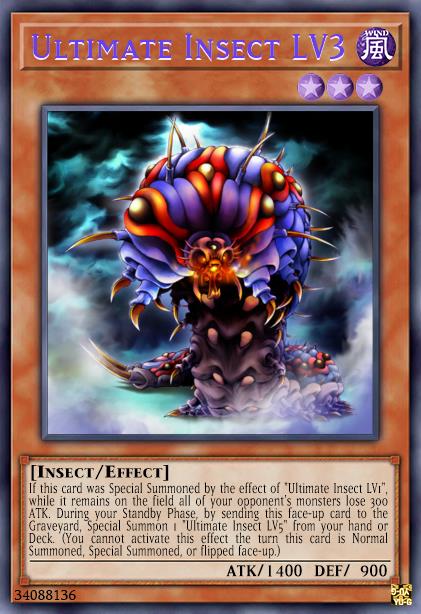 Ultimate Insect LV3
WIND
風
[Insect/Effect]
If this card was Special Summoned by the effect of "Ultimate Insect LV1",
while it remains on the field all of your opponent's monsters lose 300
ATK. During your Standby Phase, by sending this face-up card to the
Graveyard, Special Summon 1 "Ultimate Insect LV5" from your hand or
Deck. (You cannot activate this effect the turn this card is Normal
Summoned, Special Summoned, or flipped face-up.)
ATK/1400 DEF/ 900
34088136